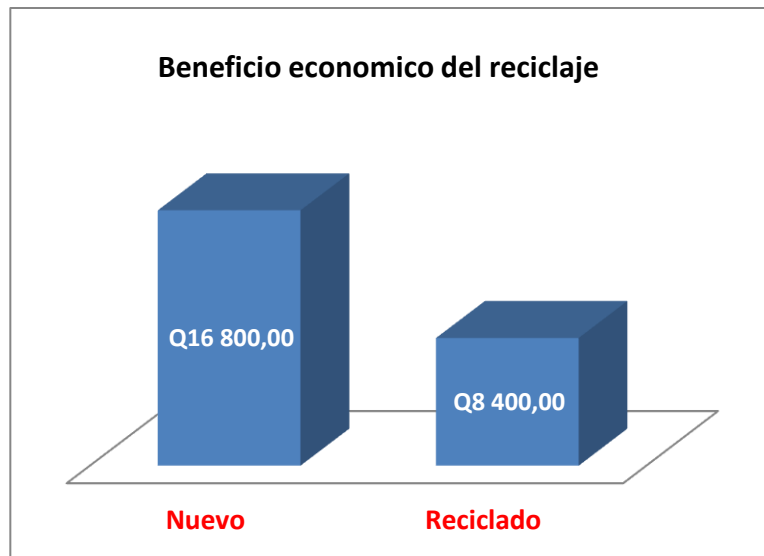 Beneficio economico del reciclaje
Q16 800,00
Q8 400,00
Nuevo
Reciclado